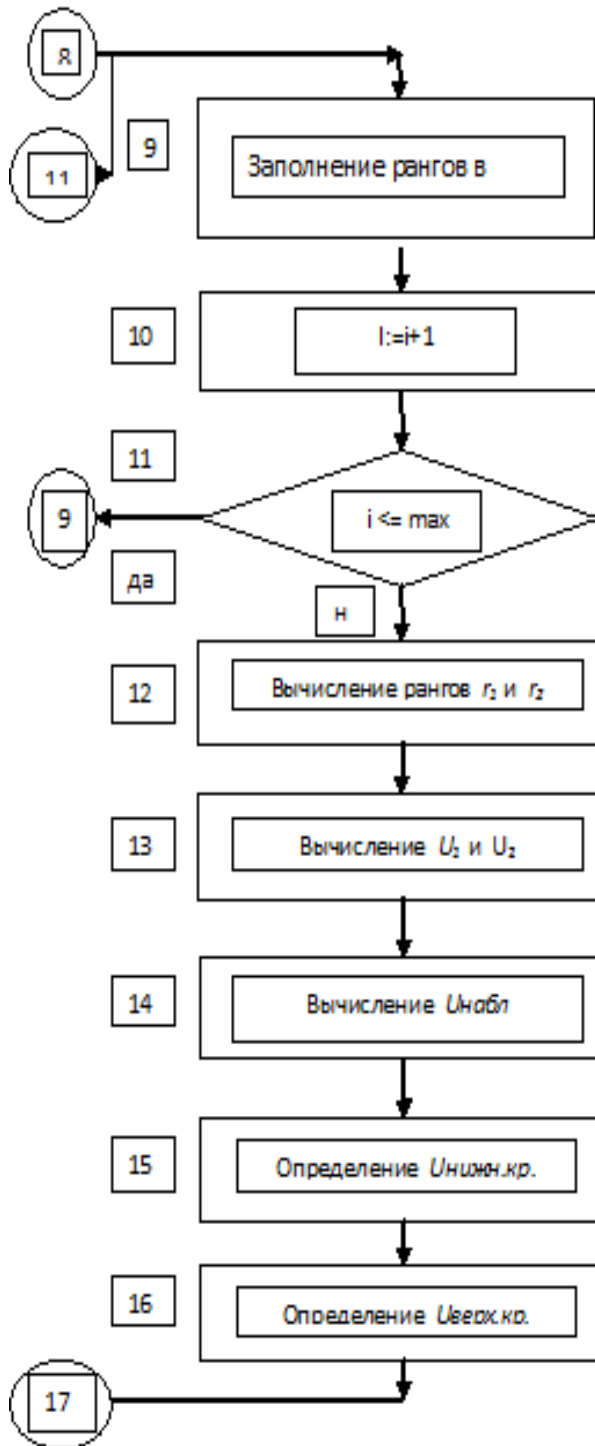 8
9
Заполнение рангов в
11
10
I:=i+1
11
9
i <= max
да
н
12
Вычисление рангов r₁ и r₂
13
Вычисление U₁ и U₂
14
Вычисление Uнабл
15
Определение Uнижн.кр.
16
Определение Uверх.кр.
17